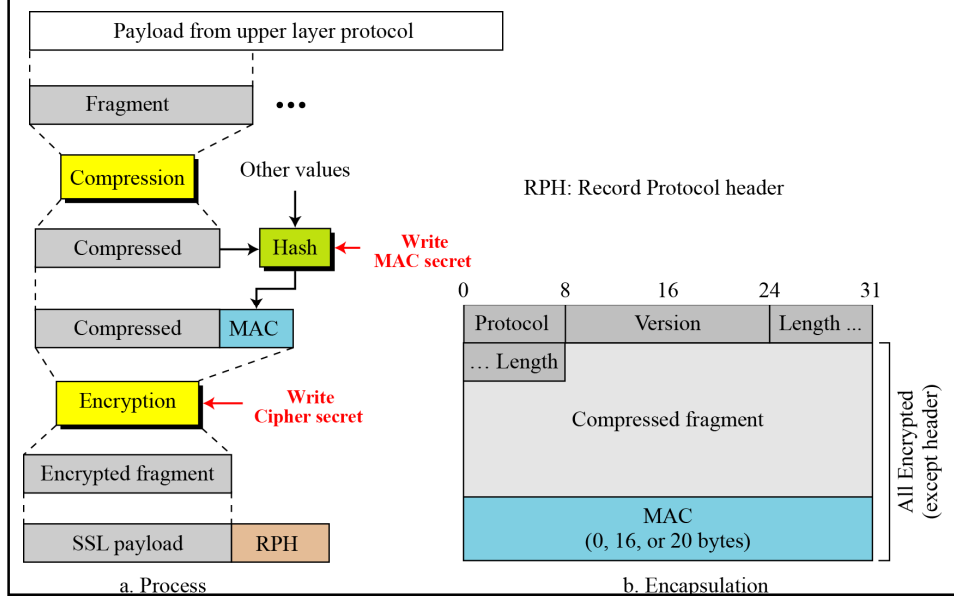 Payload from upper layer protocol
Fragment
Compression
Other values
RPH: Record Protocol header
Compressed
Hash
Write
MAC secret
0 8 16 24 31
Protocol Version Length ...
Compressed MAC
... Length
Encryption
Write
Cipher secret
Compressed fragment
All Encrypted
(except header)
Encrypted fragment
MAC
(0, 16, or 20 bytes)
SSL payload RPH
a. Process
b. Encapsulation